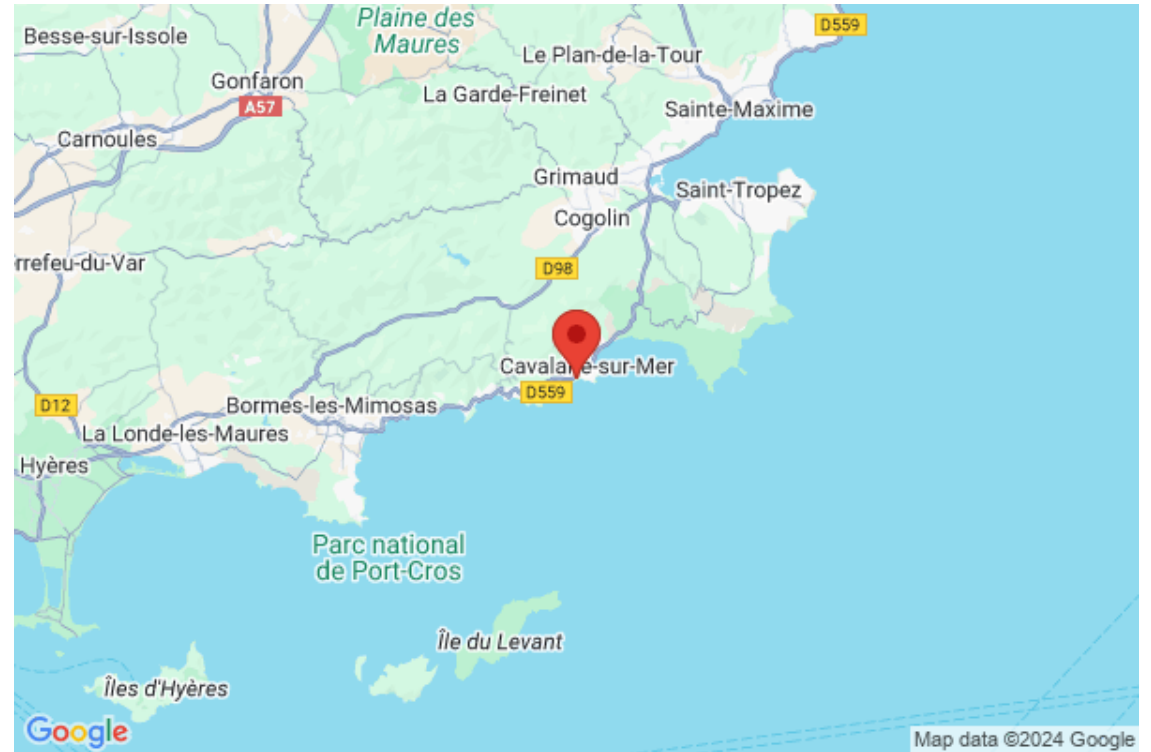 Plaine des
Maures
D559
Besse-sur-Issole
Le Plan-de-la-Tour
Gonfaron
La Garde-Freinet
A57
Sainte-Maxime
Carnoules
Grimaud
Saint-Tropez
Cogolin
rrefeu-du-Var
D98
Cavalaire-sur-Mer
D559
D12
Bormes-les-Mimosas
La Londe-les-Maures
Hyères
Parc national
de Port-Cros
Île du Levant
Îles d'Hyères
Google
Map data ©2024 Google